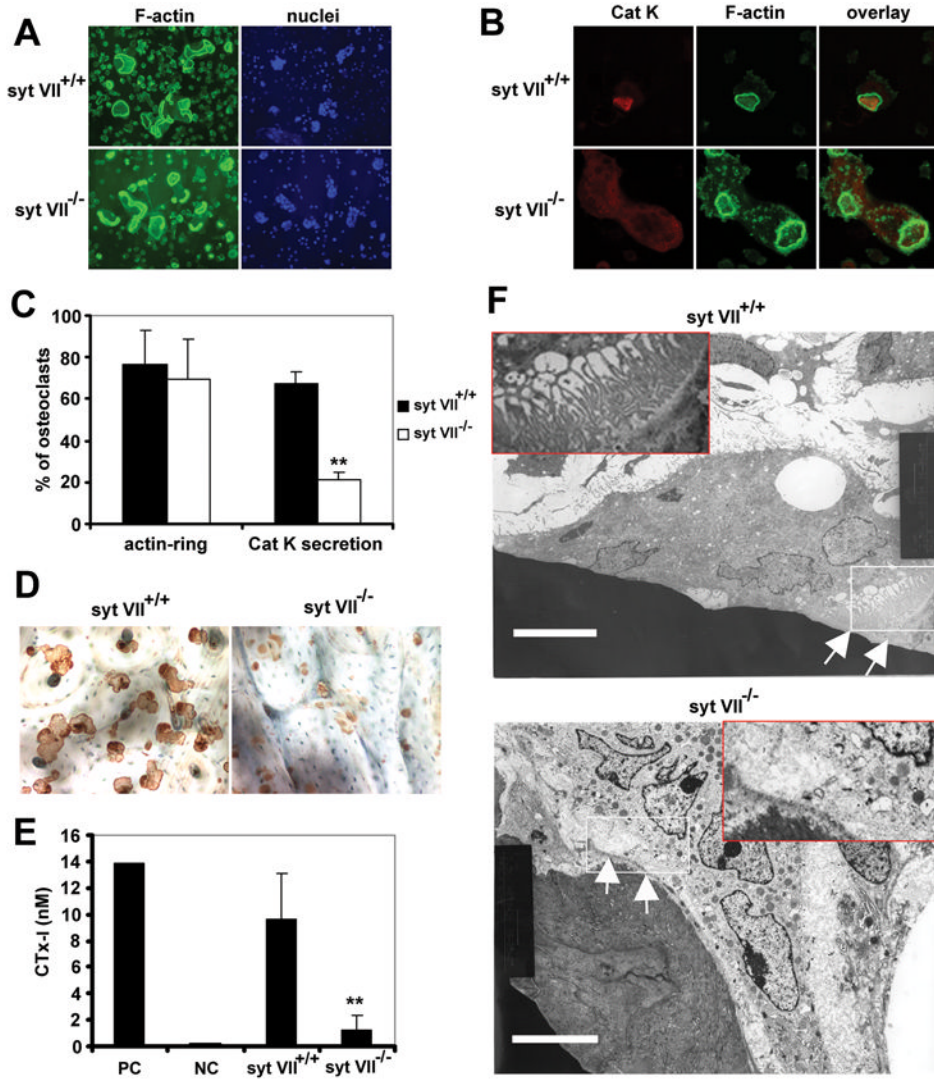 A
F-actin
nuclei
syt VII+/+
syt VII-/-
B
Cat K
F-actin
overlay
syt VII+/+
syt VII-/-
C
100
80
60
40
20
0
% of osteoclasts
**
actin-ring
Cat K secretion
syt VII+/+
syt VII-/-
D
syt VII+/+
syt VII-/-
E
16
14
12
10
8
6
4
2
0
CTx-I (nM)
**
PC
NC
syt VII+/+
syt VII-/-
F
syt VII+/+
syt VII-/-